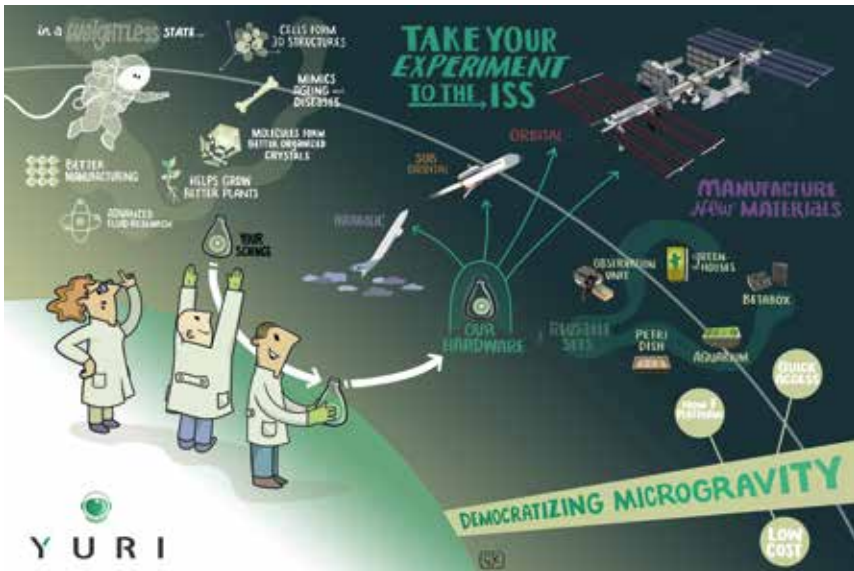 in a Weightless STATE...
CELLS FORM
3D STRUCTURES
MIMICS
AGEING and
DISEASES
MOLECULES FORM
BETTER ORGANIZED
CRYSTALS
BETTER
MANUFACTURING
HELPS GROW
BETTER PLANTS
ADVANCED
FLUID RESEARCH
YOUR
SCIENCE
TAKE YOUR
EXPERIMENT
TO THE ISS
ORBITAL
SUB
ORBITAL
PARABOLIC
MANUFACTURE
New MATERIALS
OUR
HARDWARE
REUSABLE
SETS
OBSERVATION
UNIT
GREEN-
HOUSES
BETABOX
PETRI
DISH
AQUARIUM
QUICK
ACCESS
DEMOCRATIZING MICROGRAVITY
LOW
COST
YURI